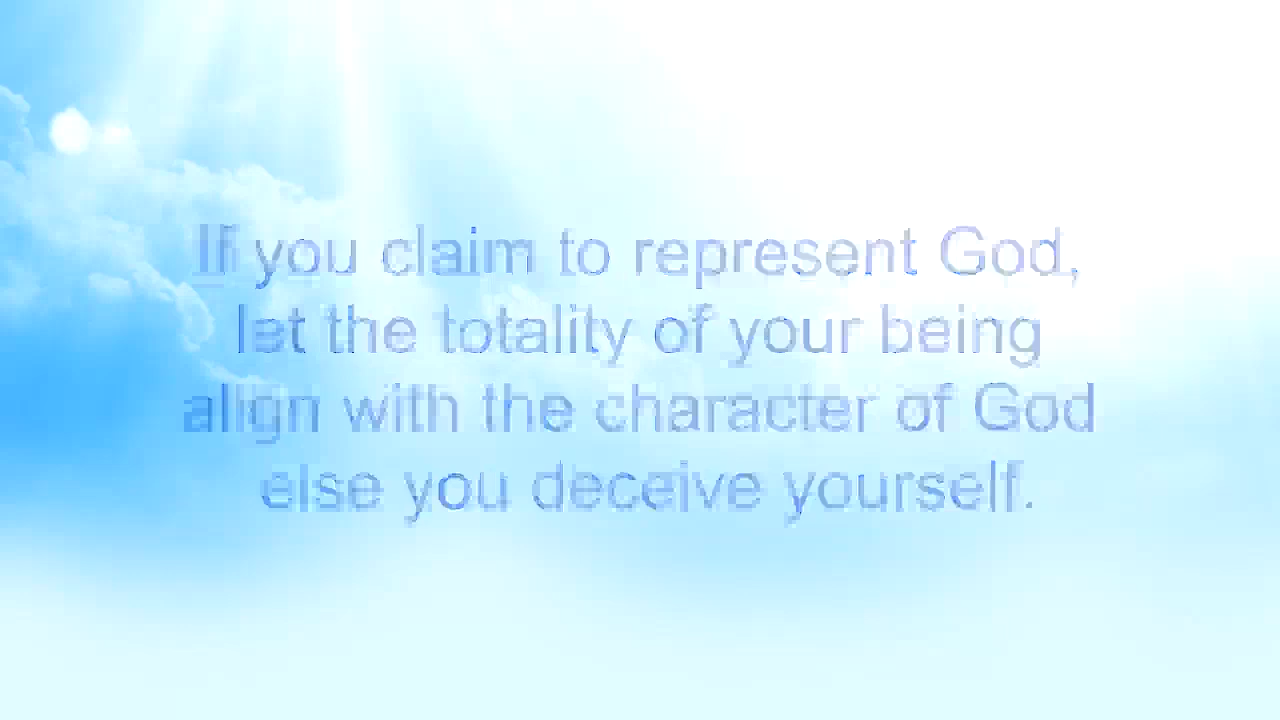 If you claim to represent God,
let the totality of your being
align with the character of God
else you deceive yourself.